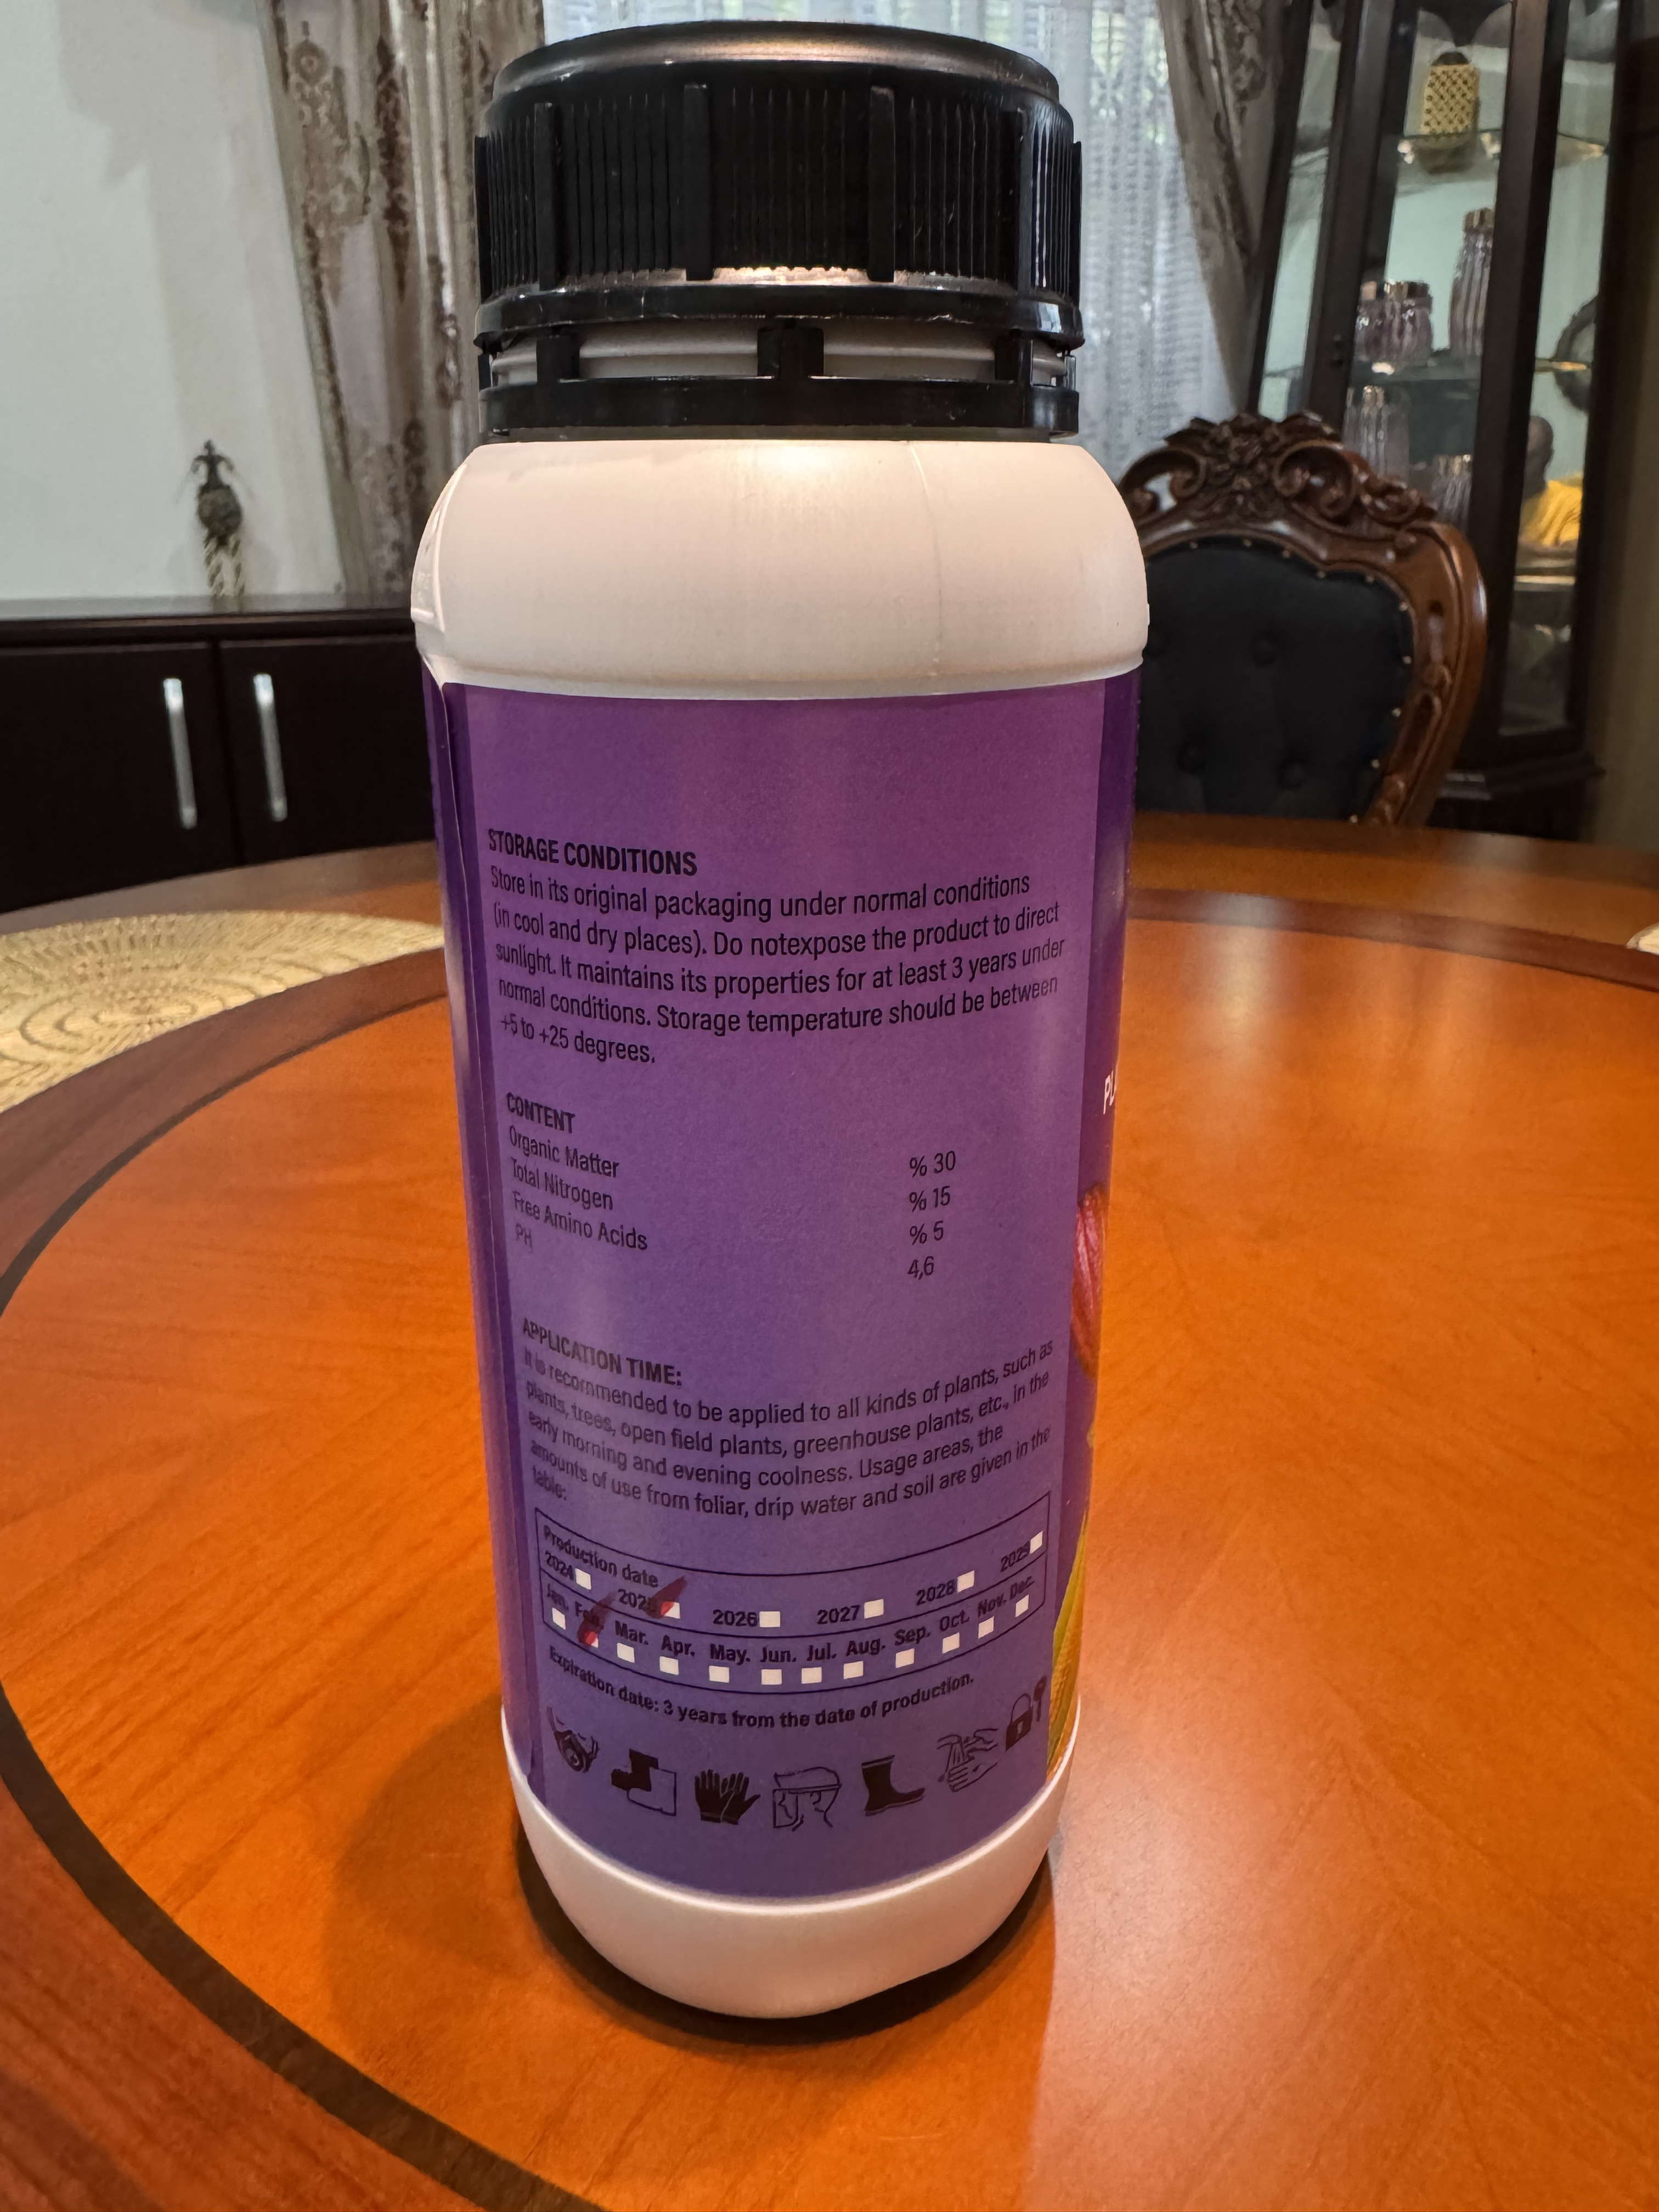 STORAGE CONDITIONS
Store in its original packaging under normal conditions
(in cool and dry places). Do notexpose the product to direct
sunlight. It maintains its properties for at least 3 years under
normal conditions. Storage temperature should be between
+5 to +25 degrees.
CONTENT
Organic Matter % 30
Total Nitrogen % 15
Free Amino Acids % 5
PH 4,6
APPLICATION TIME:
It is recommended to be applied to all kinds of plants, such as
plants, trees, open field plants, greenhouse plants, etc., in the
early morning and evening coolness. Usage areas, the
amounts of use from foliar, drip water and soil are given in the
table:
Production date
2024 2025 2026 2027 2028 2029
Jan. Feb. Mar. Apr. May. Jun. Jul. Aug. Sep. Oct. Nov. Dec.
Expiration date: 3 years from the date of production.